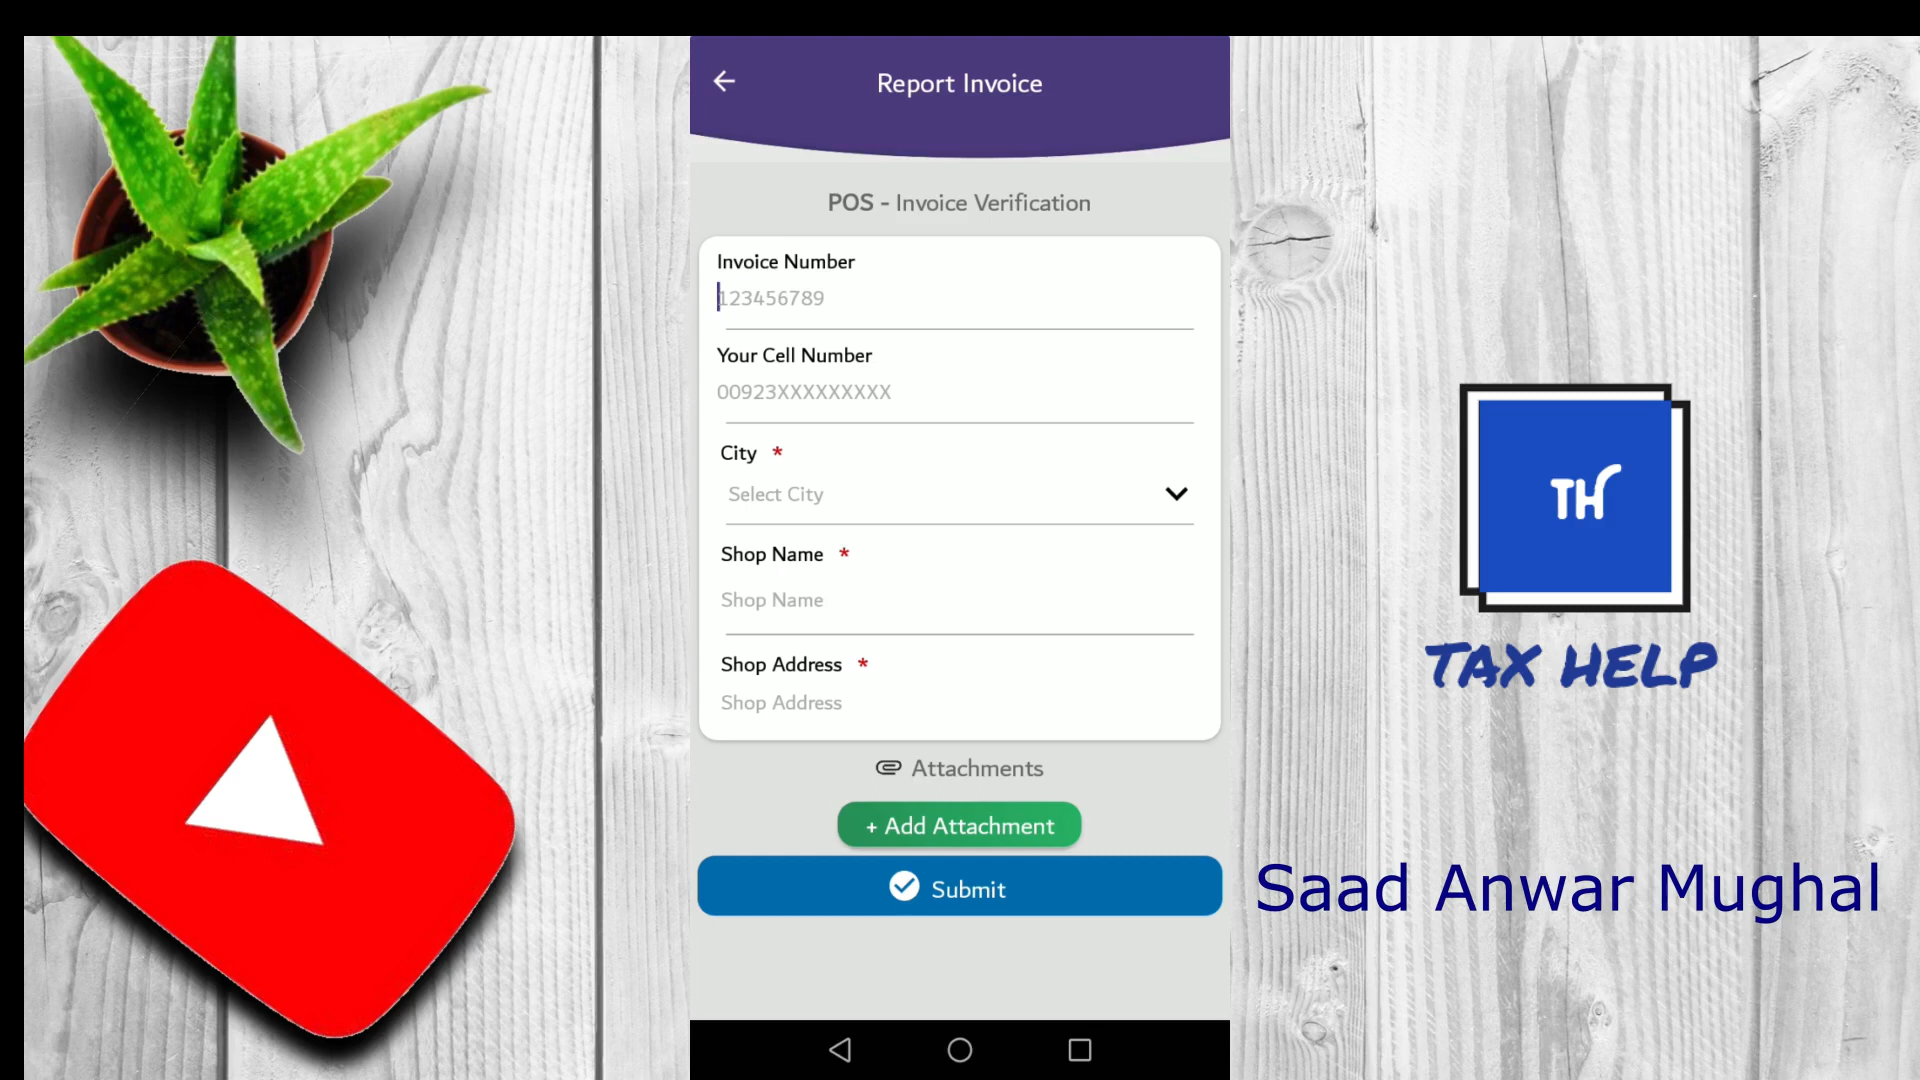 Report Invoice
POS - Invoice Verification
Invoice Number
123456789
Your Cell Number
00923XXXXXXXXX
City *
Select City
Shop Name *
Shop Name
Shop Address *
Shop Address
Attachments
+ Add Attachment
Submit
TH
TAX HELP
Saad Anwar Mughal